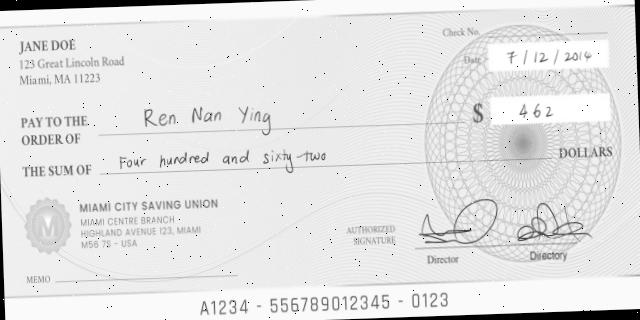 JANE DOE
123 Great Lincoln Road
Miami, MA 11223
Check No.
Date 7/12/2014
PAY TO THE ORDER OF Ren Nan Ying
$ 462
THE SUM OF Four hundred and sixty-two DOLLARS
MIAMI CITY SAVING UNION
MIAMI CENTRE BRANCH
HIGHLAND AVENUE 123, MIAMI
M56 7S - USA
AUTHORIZED SIGNATURE
Director
Directory
MEMO
A1234 - 556789012345 - 0123